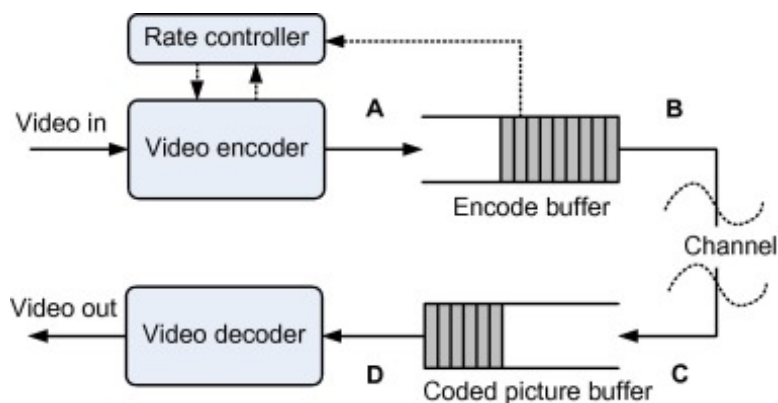 Rate controller
A
B
Video in
Video encoder
Encode buffer
Channel
Video out
Video decoder
D
Coded picture buffer
C